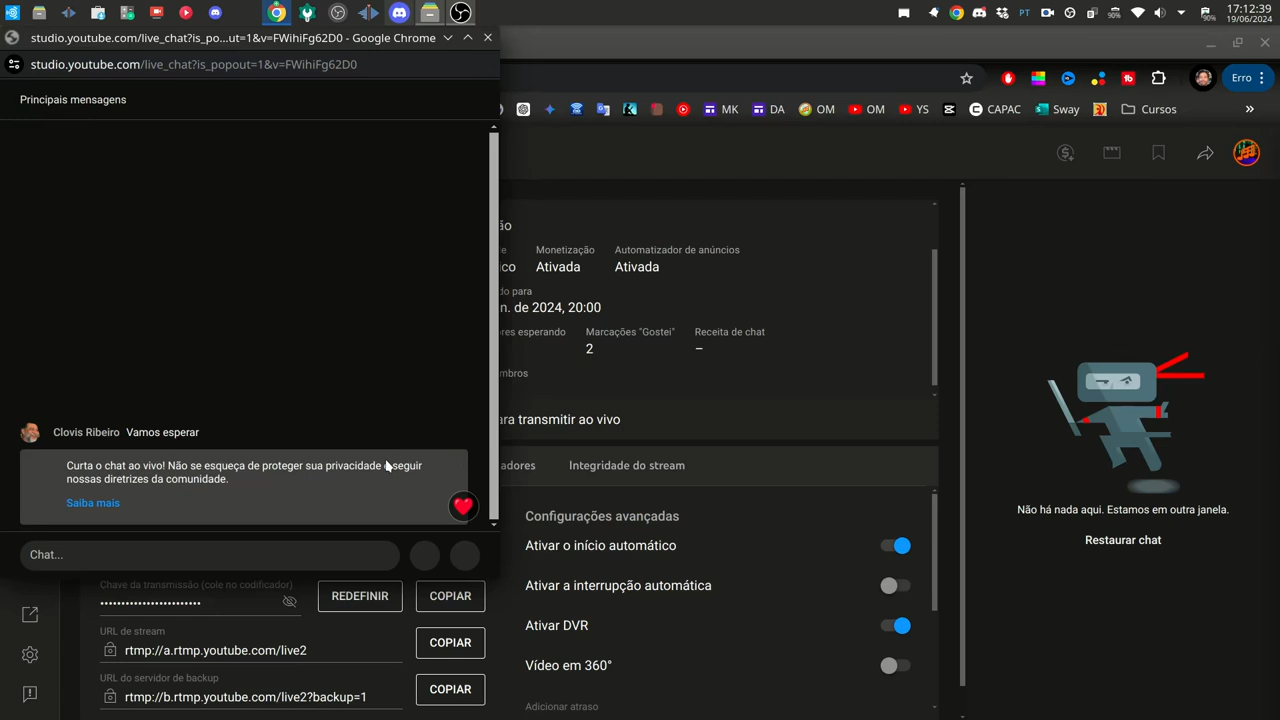 17:12:39
19/06/2024
PT
90%
90%
studio.youtube.com/live_chat?is_po...ut=1&v=FWihiFg62D0 - Google Chrome
studio.youtube.com/live_chat?is_popout=1&v=FWihiFg62D0
Erro
MK
DA
OM
OM
YS
CAPAC
Sway
Cursos
Principais mensagens
Clovis Ribeiro Vamos esperar
Curta o chat ao vivo! Não se esqueça de proteger sua privacidade e seguir
nossas diretrizes da comunidade.
Saiba mais
Chat...
ão
e
Monetização
Automatizador de anúncios
co
Ativada
Ativada
do para
n. de 2024, 20:00
ores esperando
Marcações "Gostei"
Receita de chat
2
–
mbros
ara transmitir ao vivo
adores
Integridade do stream
Configurações avançadas
Ativar o início automático
Ativar a interrupção automática
Ativar DVR
Vídeo em 360°
Adicionar atraso
Chave da transmissão (cole no codificador)
••••••••••••••••••••••••
REDEFINIR
COPIAR
URL de stream
rtmp://a.rtmp.youtube.com/live2
COPIAR
URL do servidor de backup
rtmp://b.rtmp.youtube.com/live2?backup=1
COPIAR
Não há nada aqui. Estamos em outra janela.
Restaurar chat